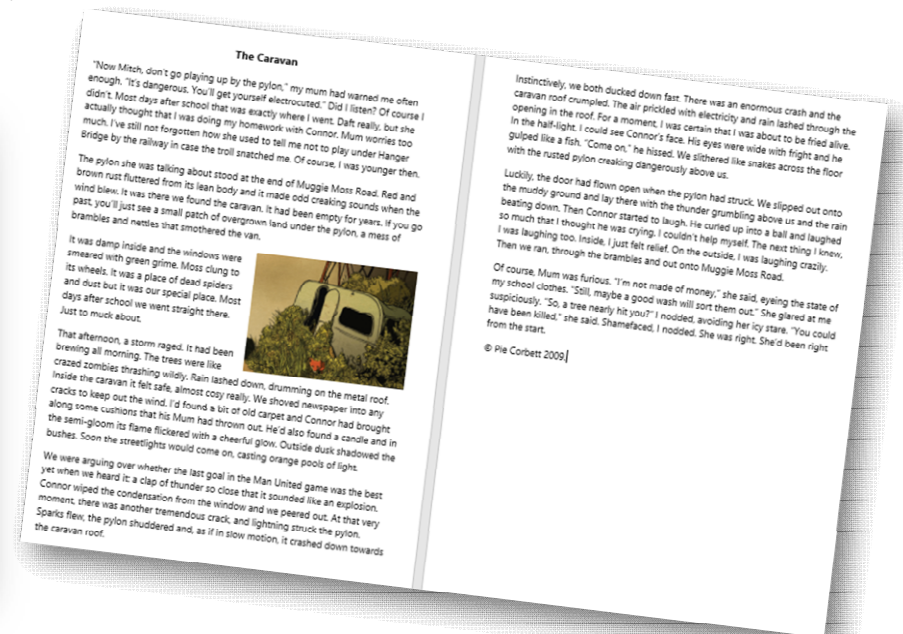 The Caravan
"Now Mitch, don't go playing up by the pylon," my mum had warned me often
enough. "It's dangerous. You'll get yourself electrocuted." Did I listen? Of course I
didn't. Most days after school that was exactly where I went. Daft really, but she
actually thought that I was doing my homework with Connor. Mum worries too
much. I've still not forgotten how she used to tell me not to play under Hanger
Bridge by the railway in case the troll snatched me. Of course, I was younger then.
The pylon she was talking about stood at the end of Muggie Moss Road. Red and
brown rust fluttered from its lean body and it made odd creaking sounds when the
wind blew. It was there we found the caravan. It had been empty for years. If you go
past, you'll just see a small patch of overgrown land under the pylon, a mess of
brambles and nettles that smothered the van.
It was damp inside and the windows were
smeared with green grime. Moss clung to
its wheels. It was a place of dead spiders
and dust but it was our special place. Most
days after school we went straight there.
Just to muck about.
That afternoon, a storm raged. It had been
brewing all morning. The trees were like
crazed zombies thrashing wildly. Rain lashed down, drumming on the metal roof.
Inside the caravan it felt safe, almost cosy really. We shoved newspaper into any
cracks to keep out the wind. I'd found a bit of old carpet and Connor had brought
along some cushions that his Mum had thrown out. He'd also found a candle and in
the semi-gloom its flame flickered with a cheerful glow. Outside dusk shadowed the
bushes. Soon the streetlights would come on, casting orange pools of light.
We were arguing over whether the last goal in the Man United game was the best
yet when we heard it: a clap of thunder so close that it sounded like an explosion.
Connor wiped the condensation from the window and we peered out. At that very
moment, there was another tremendous crack, and lightning struck the pylon.
Sparks flew, the pylon shuddered and, as if in slow motion, it crashed down towards
the caravan roof.
Instinctively, we both ducked down fast. There was an enormous crash and the
caravan roof crumpled. The air prickled with electricity and rain lashed through the
opening in the roof. For a moment, I was certain that I was about to be fried alive.
In the half-light, I could see Connor's face. His eyes were wide with fright and he
gulped like a fish. "Come on," he hissed. We slithered like snakes across the floor
with the rusted pylon creaking dangerously above us.
Luckily, the door had flown open when the pylon had struck. We slipped out onto
the muddy ground and lay there with the thunder grumbling above us and the rain
beating down. Then Connor started to laugh. He curled up into a ball and laughed
so much that I thought he was crying. I couldn't help myself. The next thing I knew,
I was laughing too. Inside, I just felt relief. On the outside, I was laughing crazily.
Then we ran, through the brambles and out onto Muggie Moss Road.
Of course, Mum was furious. "I'm not made of money," she said, eyeing the state of
my school clothes. "Still, maybe a good wash will sort them out." She glared at me
suspiciously. "So, a tree nearly hit you?" I nodded, avoiding her icy stare. "You could
have been killed," she said. Shamefaced, I nodded. She was right. She'd been right
from the start.
© Pie Corbett 2009